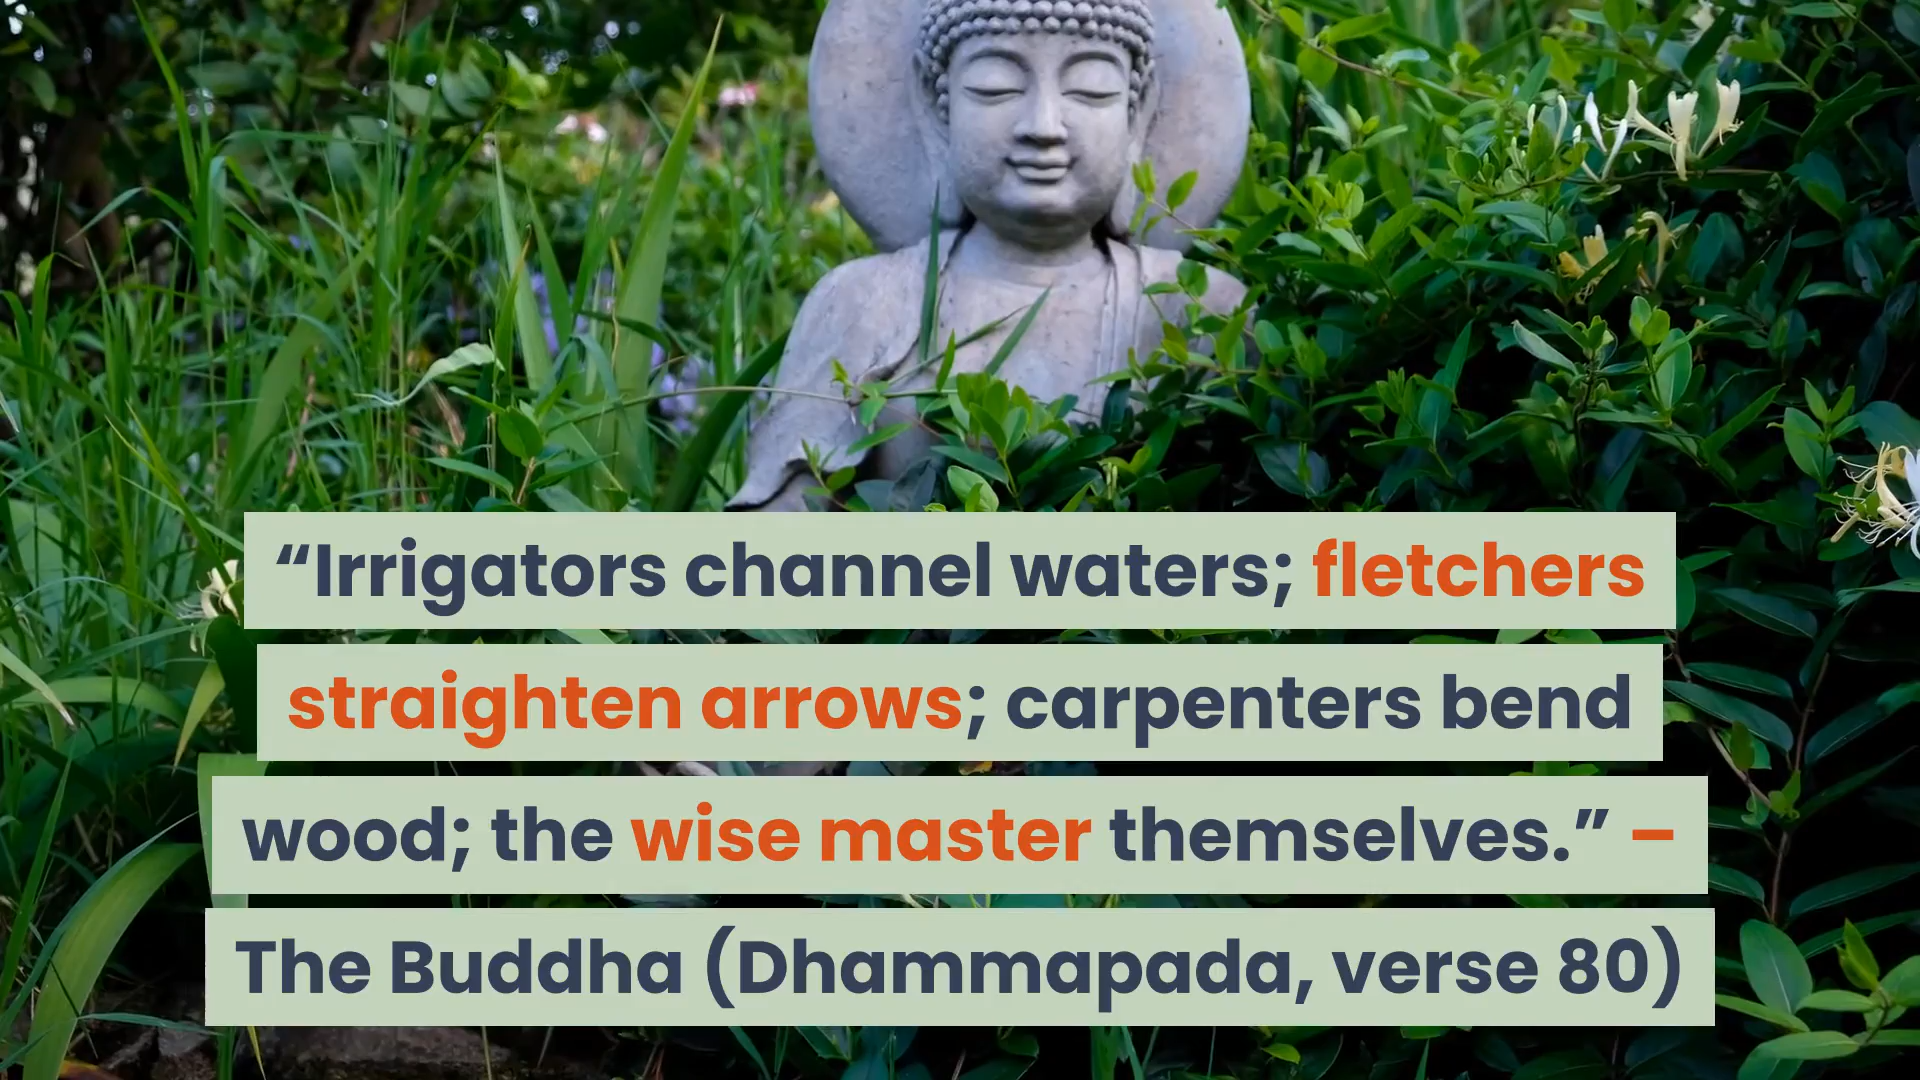 “Irrigators channel waters; fletchers
straighten arrows; carpenters bend
wood; the wise master themselves.” –
The Buddha (Dhammapada, verse 80)